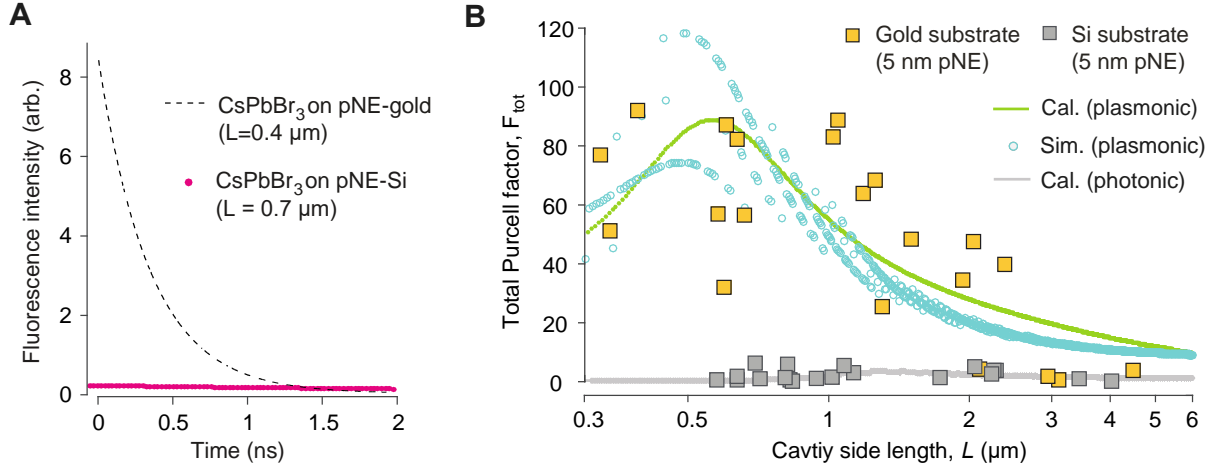 A
Fluorescence intensity (arb.)
8
6
4
2
0
CsPbBr₃ on pNE-gold
(L=0.4 µm)
CsPbBr₃ on pNE-Si
(L = 0.7 µm)
0 0.5 1 1.5 2
Time (ns)
B
Total Purcell factor, F_tot
120
100
80
60
40
20
0
Gold substrate
(5 nm pNE)
Si substrate
(5 nm pNE)
Cal. (plasmonic)
Sim. (plasmonic)
Cal. (photonic)
0.3 0.5 1 2 3 4 5 6
Cavtiy side length, L (µm)